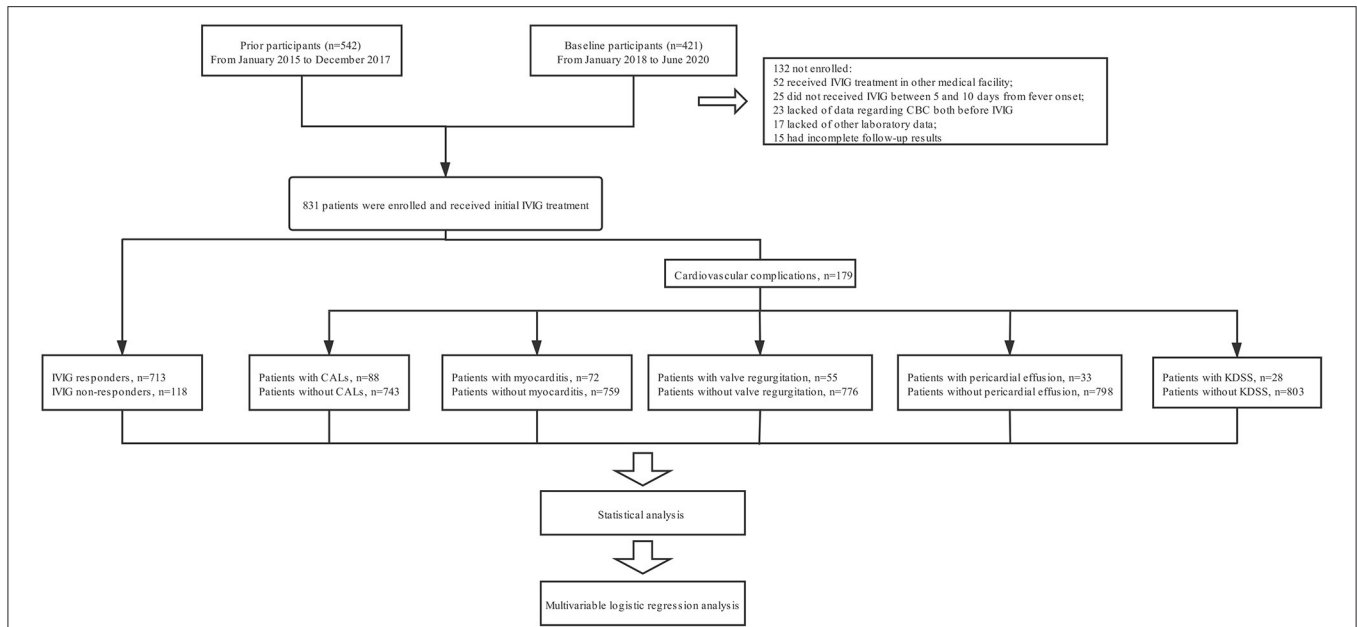 Prior participants (n=542)
From January 2015 to December 2017
Baseline participants (n=421)
From January 2018 to June 2020
132 not enrolled:
52 received IVIG treatment in other medical facility;
25 did not received IVIG between 5 and 10 days from fever onset;
23 lacked of data regarding CBC both before IVIG
17 lacked of other laboratory data;
15 had incomplete follow-up results
831 patients were enrolled and received initial IVIG treatment
Cardiovascular complications, n=179
IVIG responders, n=713
IVIG non-responders, n=118
Patients with CALs, n=88
Patients without CALs, n=743
Patients with myocarditis, n=72
Patients without myocarditis, n=759
Patients with valve regurgitation, n=55
Patients without valve regurgitation, n=776
Patients with pericardial effusion, n=33
Patients without pericardial effusion, n=798
Patients with KDSS, n=28
Patients without KDSS, n=803
Statistical analysis
Multivariable logistic regression analysis